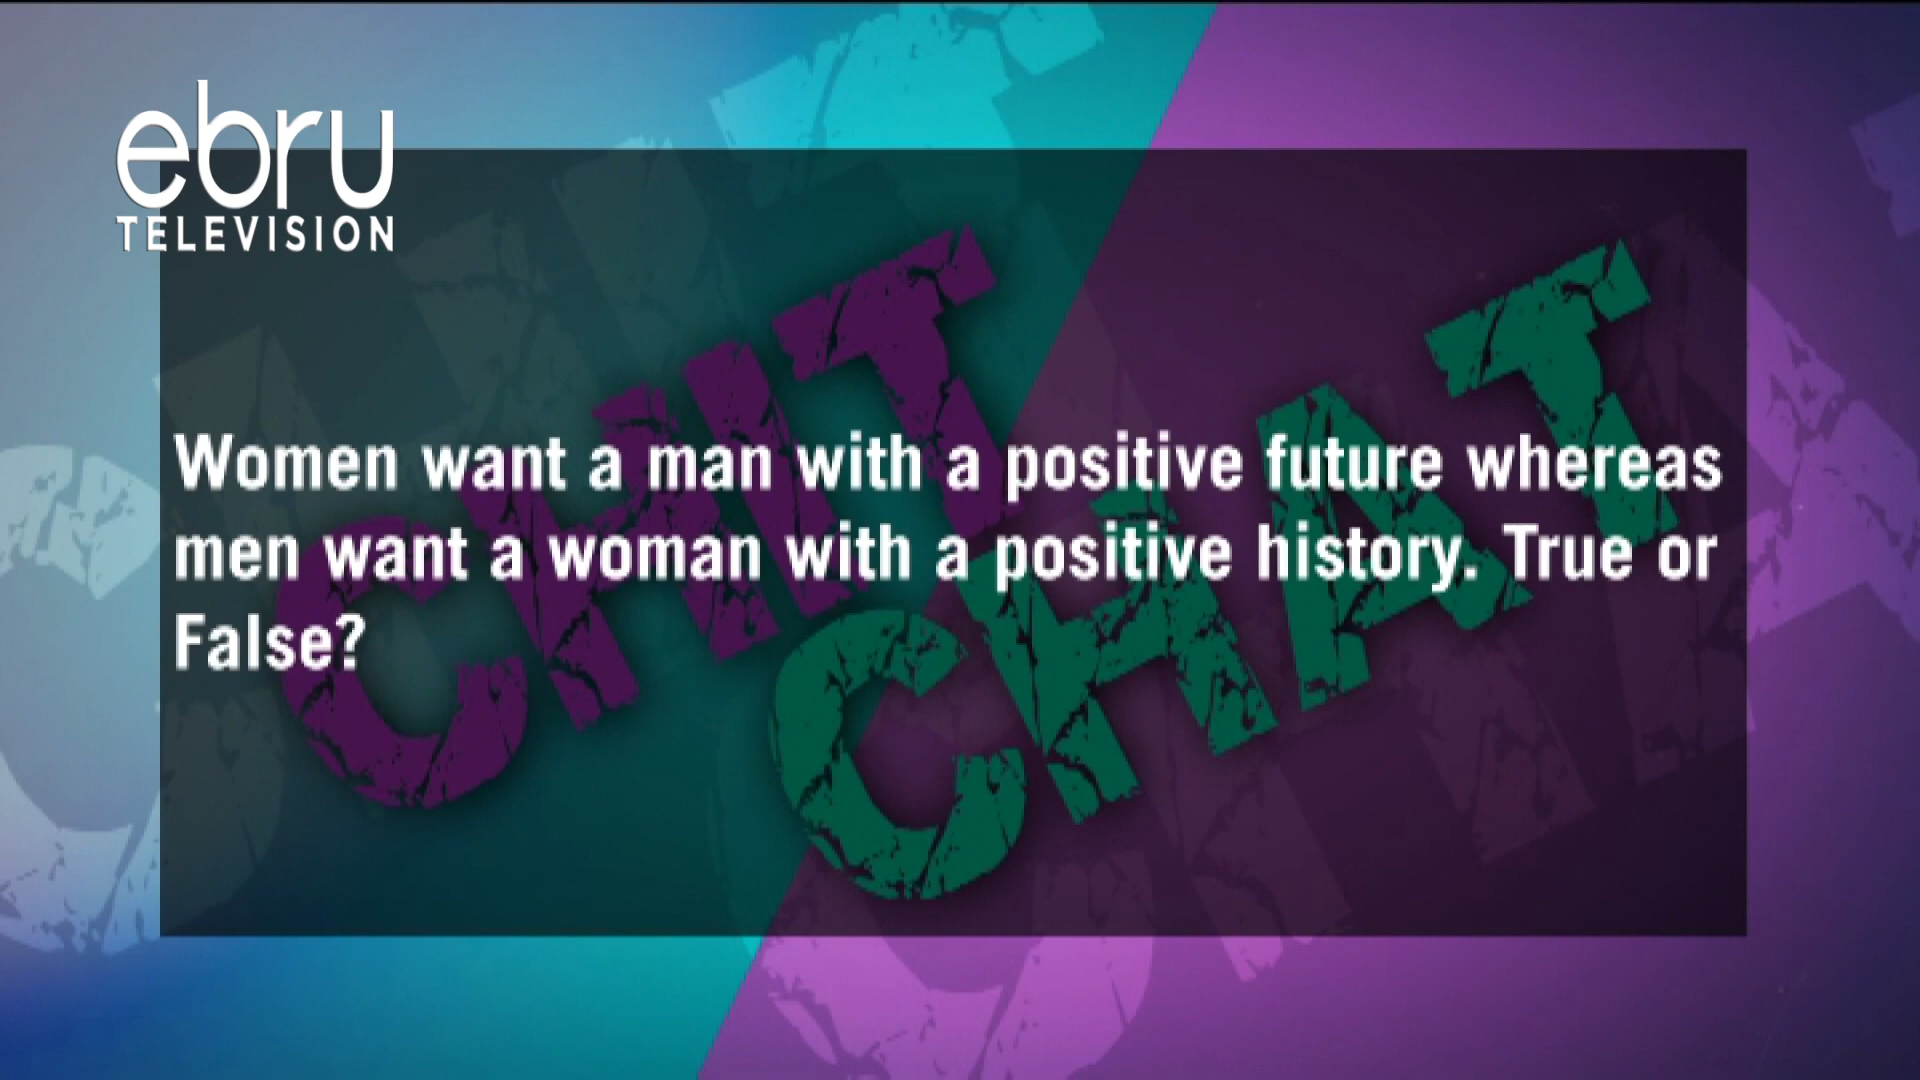 ebru
TELEVISION
CHIT
CHAT
Women want a man with a positive future whereas
men want a woman with a positive history. True or
False?